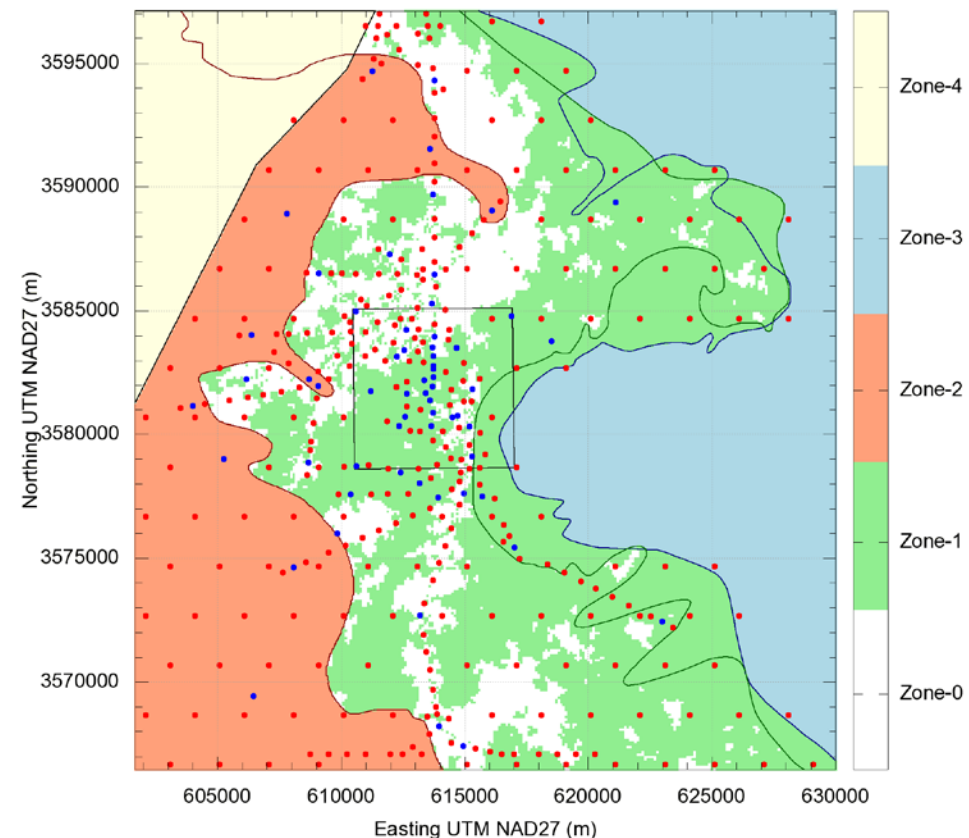 3595000
3590000
3585000
3580000
3575000
3570000
Northing UTM NAD27 (m)
605000 610000 615000 620000 625000 630000
Easting UTM NAD27 (m)
Zone-4
Zone-3
Zone-2
Zone-1
Zone-0